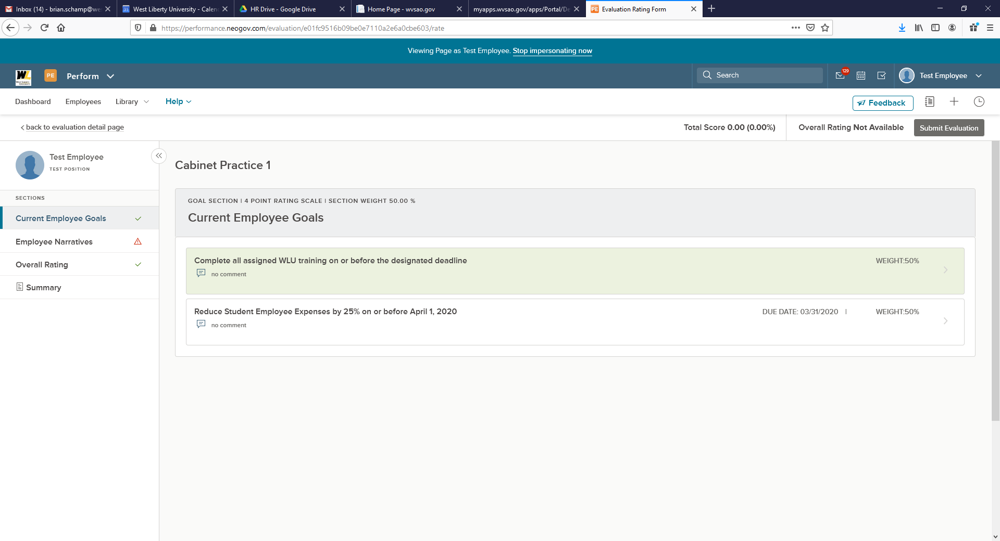 Inbox (14) - brian.schamp@we
West Liberty University - Calen
HR Drive - Google Drive
Home Page - wvsao.gov
myapps.wvsao.gov/apps/Portal/De
PE Evaluation Rating Form
https://performance.neogov.com/evaluation/e01fc9516b09be0e7110a2e6a0cbe603/rate
Viewing Page as Test Employee. Stop impersonating now
WL
WEST LIBERTY
UNIVERSITY
PE
Perform
Search
129
Test Employee
Dashboard
Employees
Library
Help
Feedback
back to evaluation detail page
Total Score 0.00 (0.00%)
Overall Rating Not Available
Submit Evaluation
Test Employee
TEST POSITION
SECTIONS
Current Employee Goals
Employee Narratives
Overall Rating
Summary
Cabinet Practice 1
GOAL SECTION | 4 POINT RATING SCALE | SECTION WEIGHT 50.00 %
Current Employee Goals
Complete all assigned WLU training on or before the designated deadline
WEIGHT:50%
no comment
Reduce Student Employee Expenses by 25% on or before April 1, 2020
DUE DATE: 03/31/2020 |
WEIGHT:50%
no comment